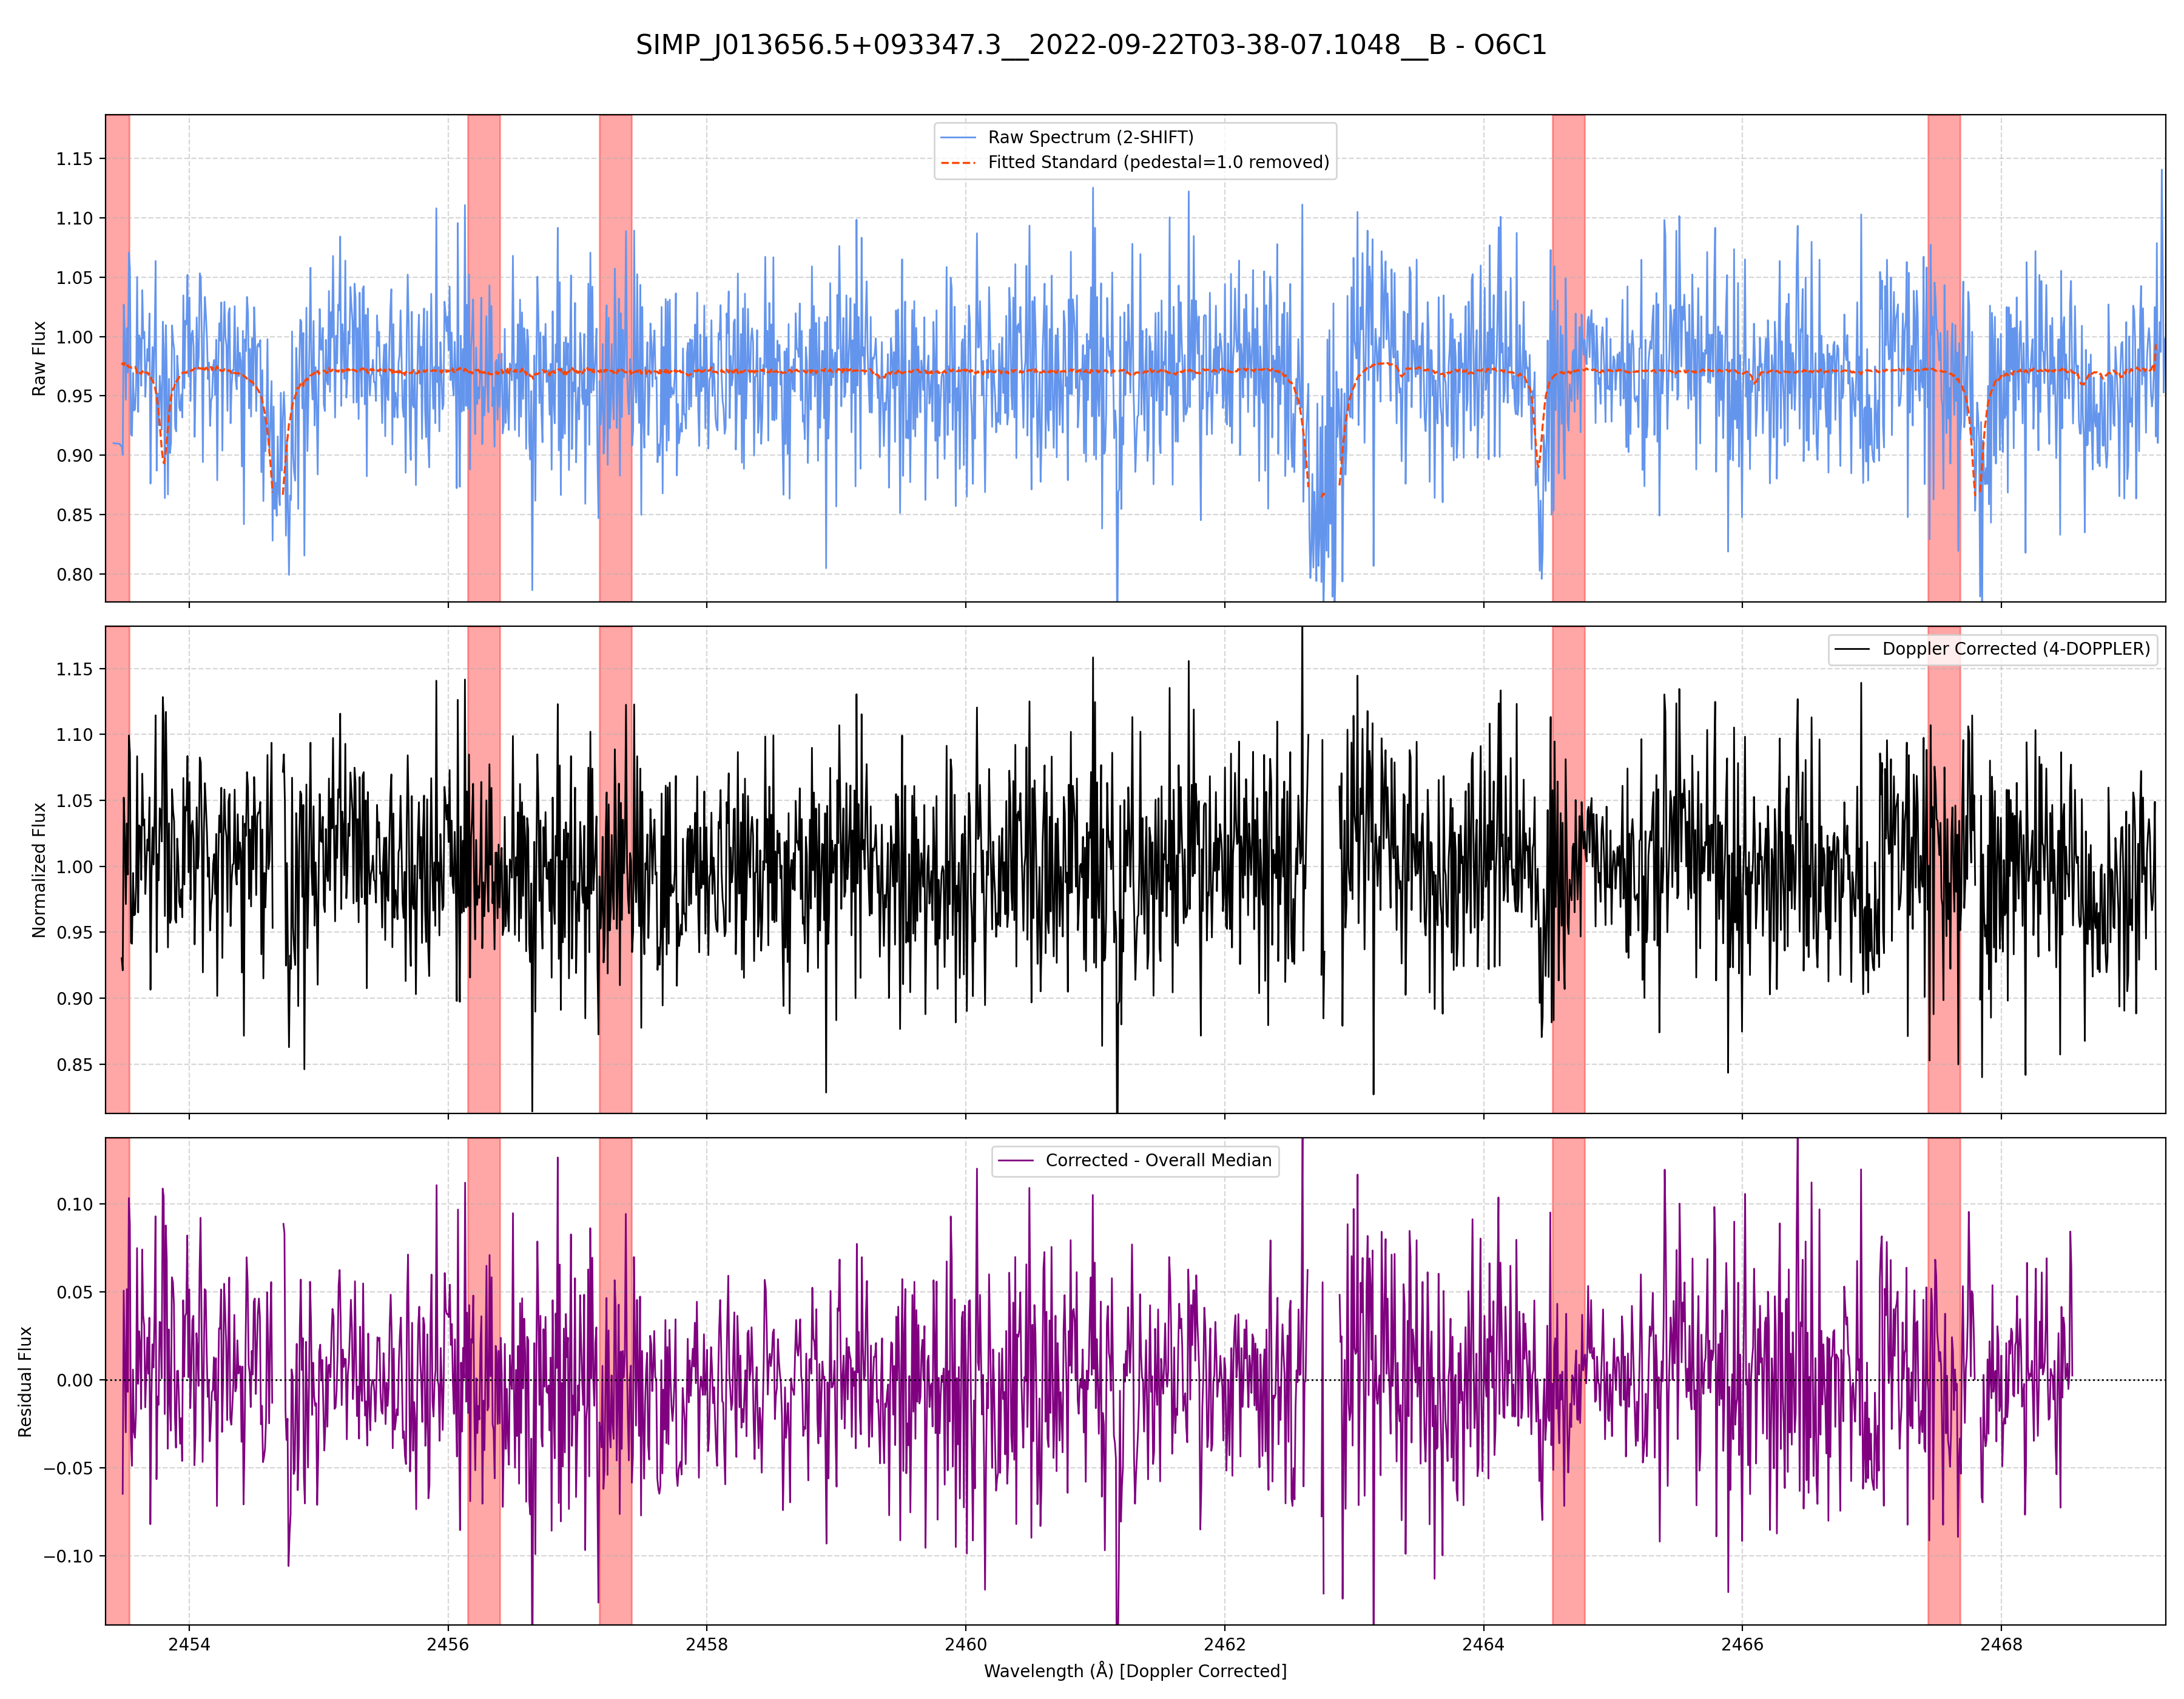 SIMP_J013656.5+093347.3__2022-09-22T03-38-07.1048__B - O6C1
Raw Spectrum (2-SHIFT)
Fitted Standard (pedestal=1.0 removed)
Raw Flux
1.15
1.10
1.05
1.00
0.95
0.90
0.85
0.80
Doppler Corrected (4-DOPPLER)
Normalized Flux
1.15
1.10
1.05
1.00
0.95
0.90
0.85
Corrected - Overall Median
Residual Flux
0.10
0.05
0.00
−0.05
−0.10
2454 2456 2458 2460 2462 2464 2466 2468
Wavelength (Å) [Doppler Corrected]